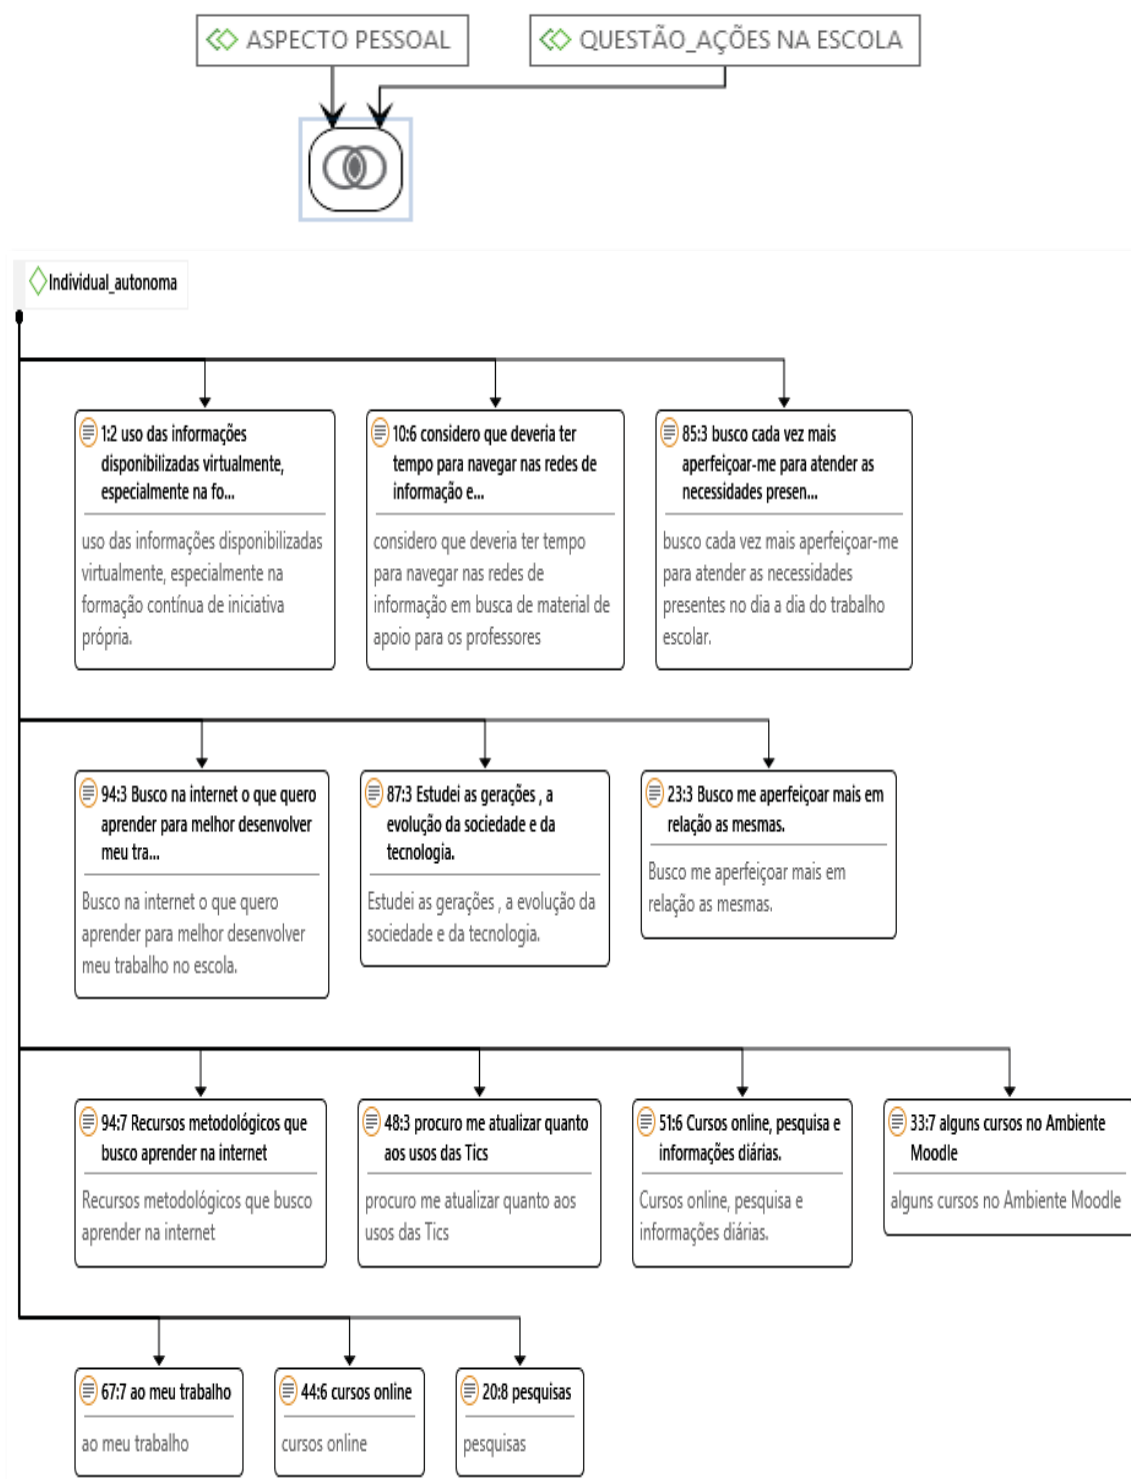 ASPECTO PESSOAL
QUESTÃO_AÇÕES NA ESCOLA
Individual_autonoma
1:2 uso das informações
disponibilizadas virtualmente,
especialmente na fo...
uso das informações disponibilizadas
virtualmente, especialmente na
formação contínua de iniciativa
própria.
10:6 considero que deveria ter
tempo para navegar nas redes de
informação e...
considero que deveria ter tempo
para navegar nas redes de
informação em busca de material de
apoio para os professores
85:3 busco cada vez mais
aperfeiçoar-me para atender as
necessidades presen...
busco cada vez mais aperfeiçoar-me
para atender as necessidades
presentes no dia a dia do trabalho
escolar.
94:3 Busco na internet o que quero
aprender para melhor desenvolver
meu tra...
Busco na internet o que quero
aprender para melhor desenvolver
meu trabalho no escola.
87:3 Estudei as gerações , a
evolução da sociedade e da
tecnologia.
Estudei as gerações , a evolução da
sociedade e da tecnologia.
23:3 Busco me aperfeiçoar mais em
relação as mesmas.
Busco me aperfeiçoar mais em
relação as mesmas.
94:7 Recursos metodológicos que
busco aprender na internet
Recursos metodológicos que busco
aprender na internet
48:3 procuro me atualizar quanto
aos usos das Tics
procuro me atualizar quanto aos
usos das Tics
51:6 Cursos online, pesquisa e
informações diárias.
Cursos online, pesquisa e
informações diárias.
33:7 alguns cursos no Ambiente
Moodle
alguns cursos no Ambiente Moodle
67:7 ao meu trabalho
ao meu trabalho
44:6 cursos online
cursos online
20:8 pesquisas
pesquisas